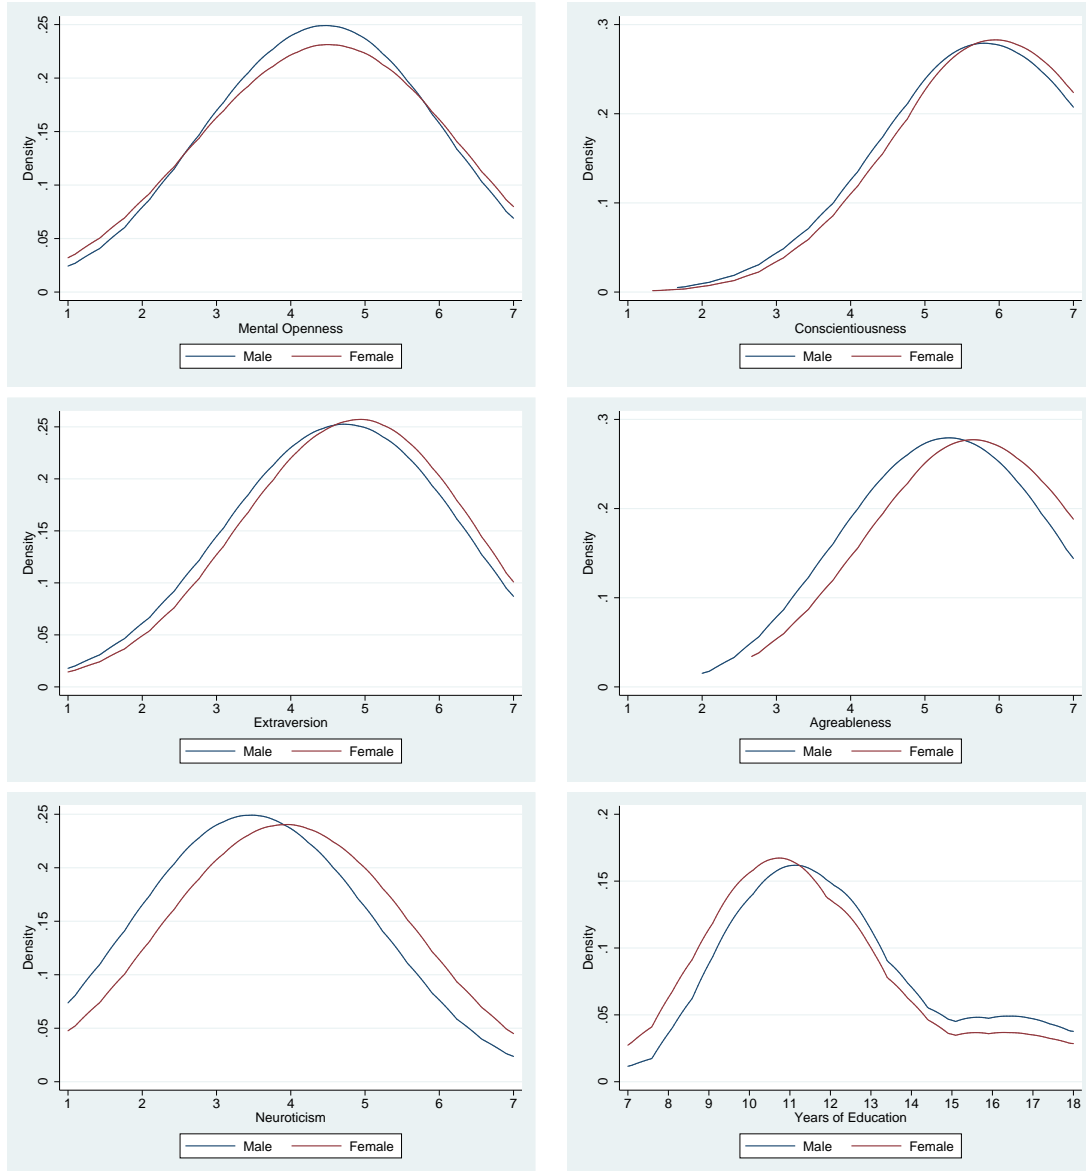 .25
.2
.15
.1
.05
0
Density
1 2 3 4 5 6 7
Mental Openness
Male Female
.3
.2
.1
0
Density
1 2 3 4 5 6 7
Conscientiousness
Male Female
.25
.2
.15
.1
.05
0
Density
1 2 3 4 5 6 7
Extraversion
Male Female
.3
.2
.1
0
Density
1 2 3 4 5 6 7
Agreableness
Male Female
.25
.2
.15
.1
.05
0
Density
1 2 3 4 5 6 7
Neuroticism
Male Female
.2
.15
.1
.05
0
Density
7 8 9 10 11 12 13 14 15 16 17 18
Years of Education
Male Female